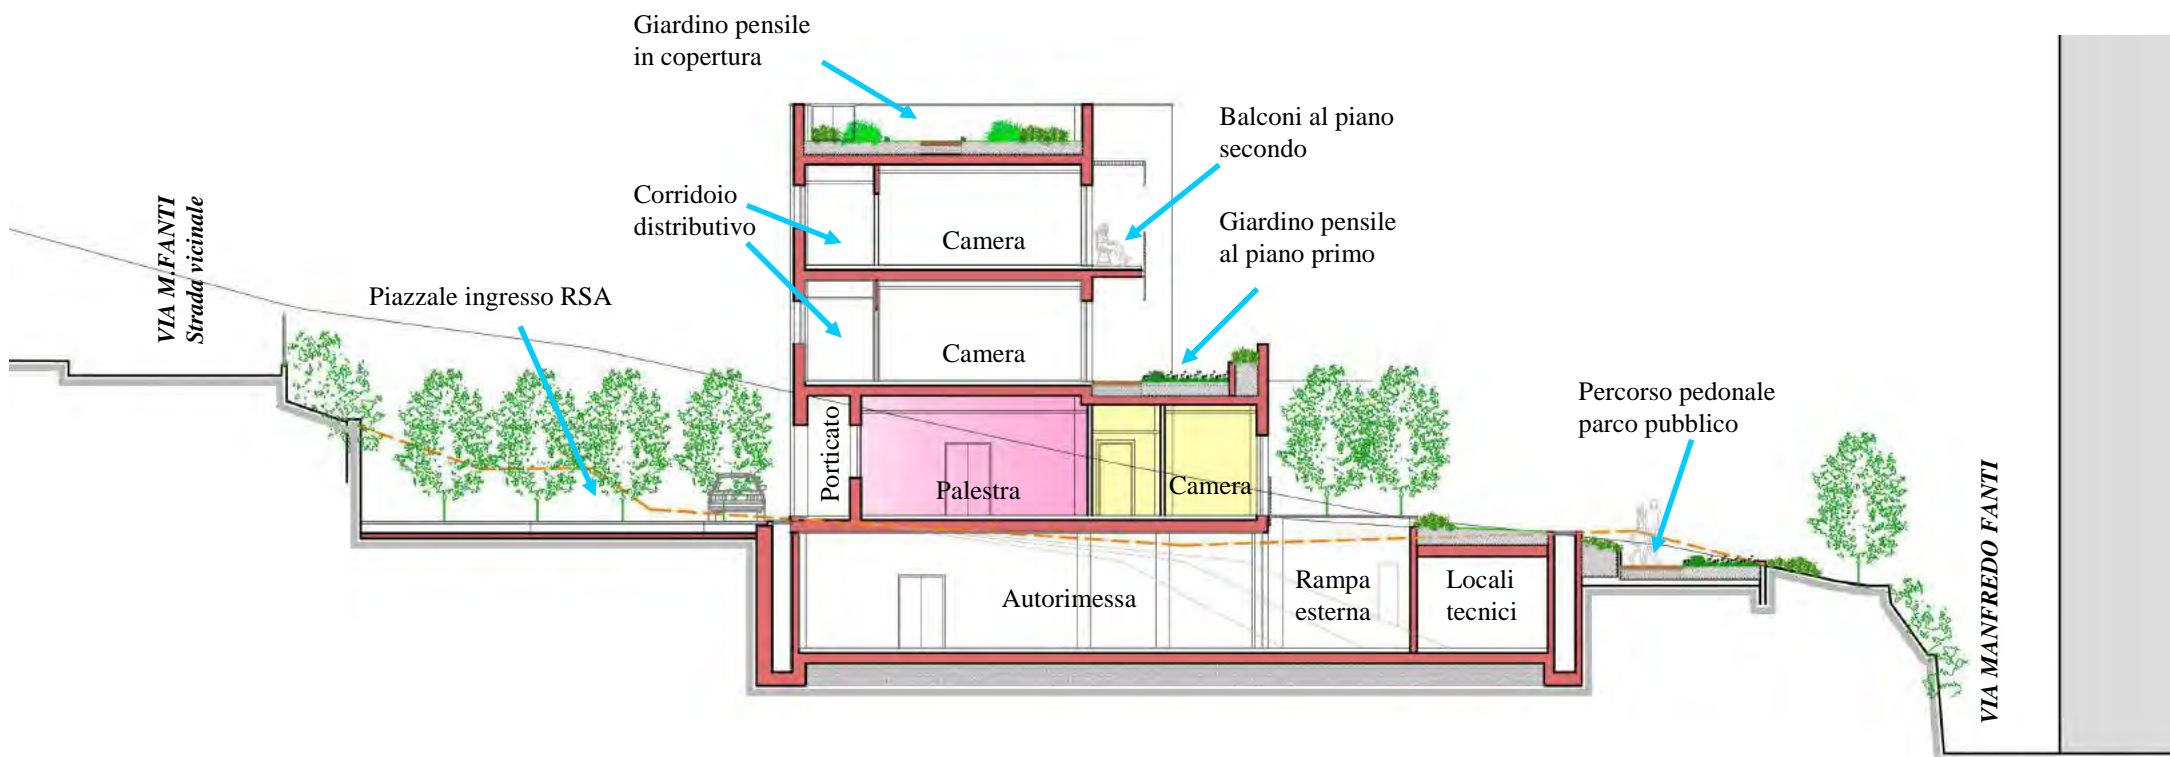 Giardino pensile
in copertura
Balconi al piano
secondo
Corridoio
distributivo
Giardino pensile
al piano primo
VIA M.FANTI
Strada vicinale
Camera
Piazzale ingresso RSA
Camera
Percorso pedonale
parco pubblico
Porticato
Palestra
Camera
Autorimessa
Rampa
esterna
Locali
tecnici
VIA MANFREDO FANTI